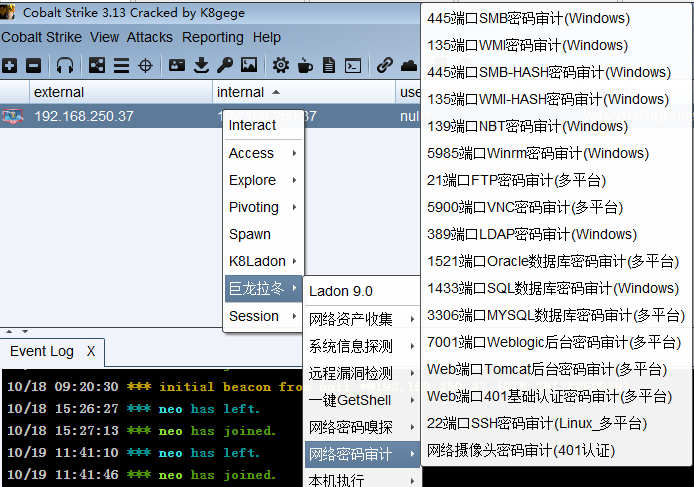 Cobalt Strike 3.13 Cracked by K8gege
Cobalt Strike View Attacks Reporting Help
external internal use
192.168.250.37 37 nul
Interact
Access
Explore
Pivoting
Spawn
K8Ladon
巨龙拉冬
Session
Ladon 9.0
网络资产收集
系统信息探测
远程漏洞检测
一键GetShell
网络密码嗅探
网络密码审计
本机执行
445端口SMB密码审计(Windows)
135端口WMI密码审计(Windows)
445端口SMB-HASH密码审计(Windows)
135端口WMI-HASH密码审计(Windows)
139端口NBT密码审计(Windows)
5985端口Winrm密码审计(Windows)
21端口FTP密码审计(多平台)
5900端口VNC密码审计(多平台)
389端口LDAP密码审计(Windows)
1521端口Oracle数据库密码审计(多平台)
1433端口SQL数据库密码审计(Windows)
3306端口MYSQL数据库密码审计(多平台)
7001端口Weblogic后台密码审计(多平台)
Web端口Tomcat后台密码审计(多平台)
Web端口401基础认证密码审计(多平台)
22端口SSH密码审计(Linux_多平台)
网络摄像头密码审计(401认证)
Event Log X
10/18 09:20:30 *** initial beacon from
10/18 15:26:27 *** neo has left.
10/18 15:27:13 *** neo has joined.
10/19 11:41:10 *** neo has left.
10/19 11:41:46 *** neo has joined.